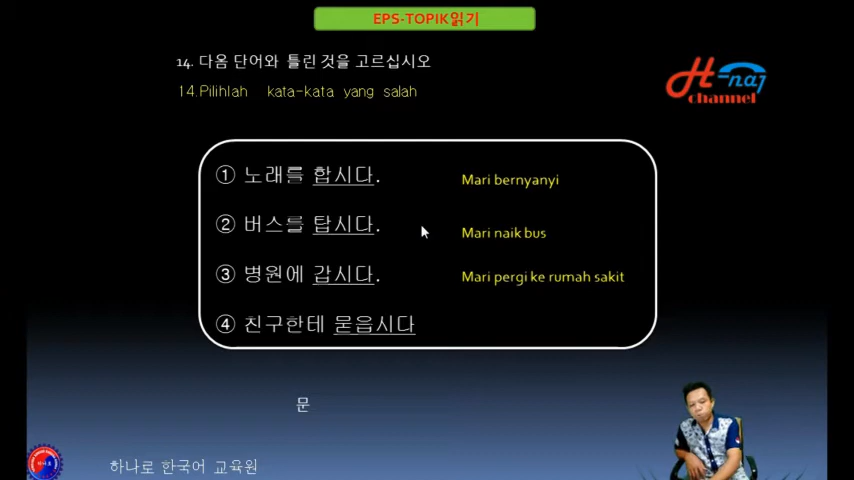 EPS-TOPIK읽기
14. 다음 단어와 틀린 것을 고르십시오
14.Pilihlah kata-kata yang salah
H-naj
channel
① 노래를 합시다. Mari bernyanyi
② 버스를 탑시다. Mari naik bus
③ 병원에 갑시다. Mari pergi ke rumah sakit
④ 친구한테 묻읍시다
문
하나로 한국어 교육원